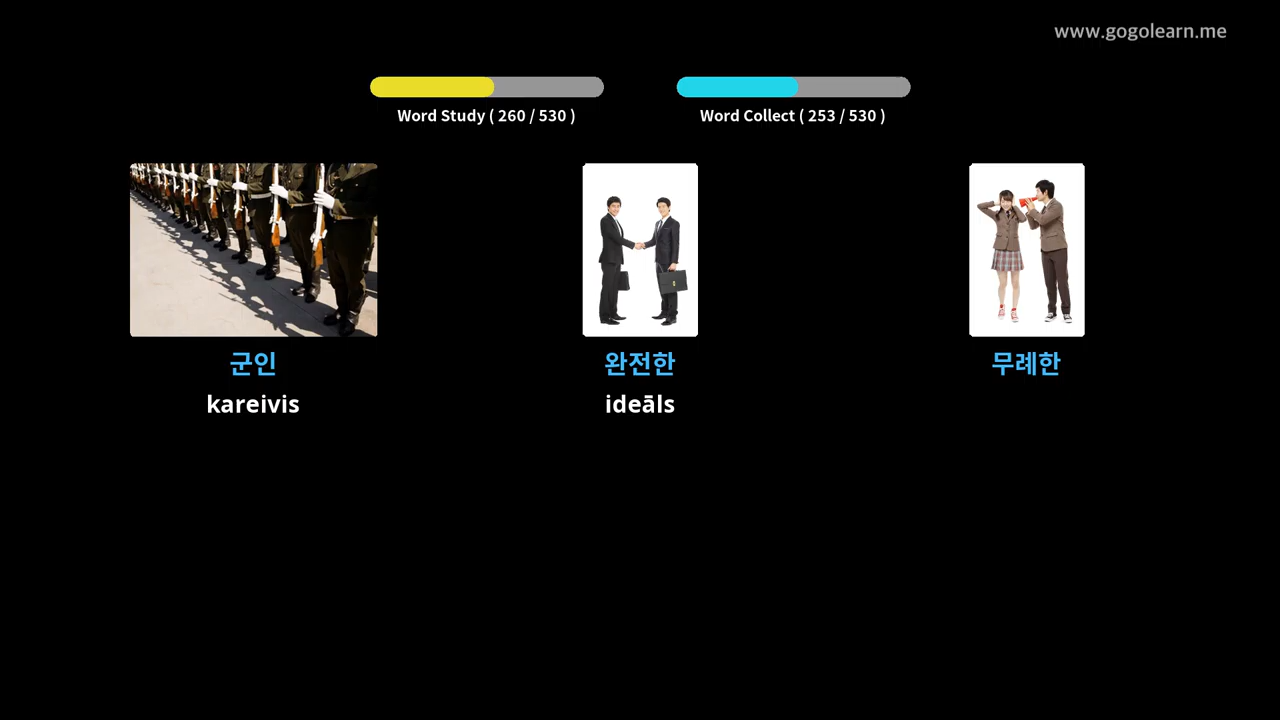 www.gogolearn.me
Word Study ( 260 / 530 )
Word Collect ( 253 / 530 )
군인
완전한
무례한
kareivis
ideāls